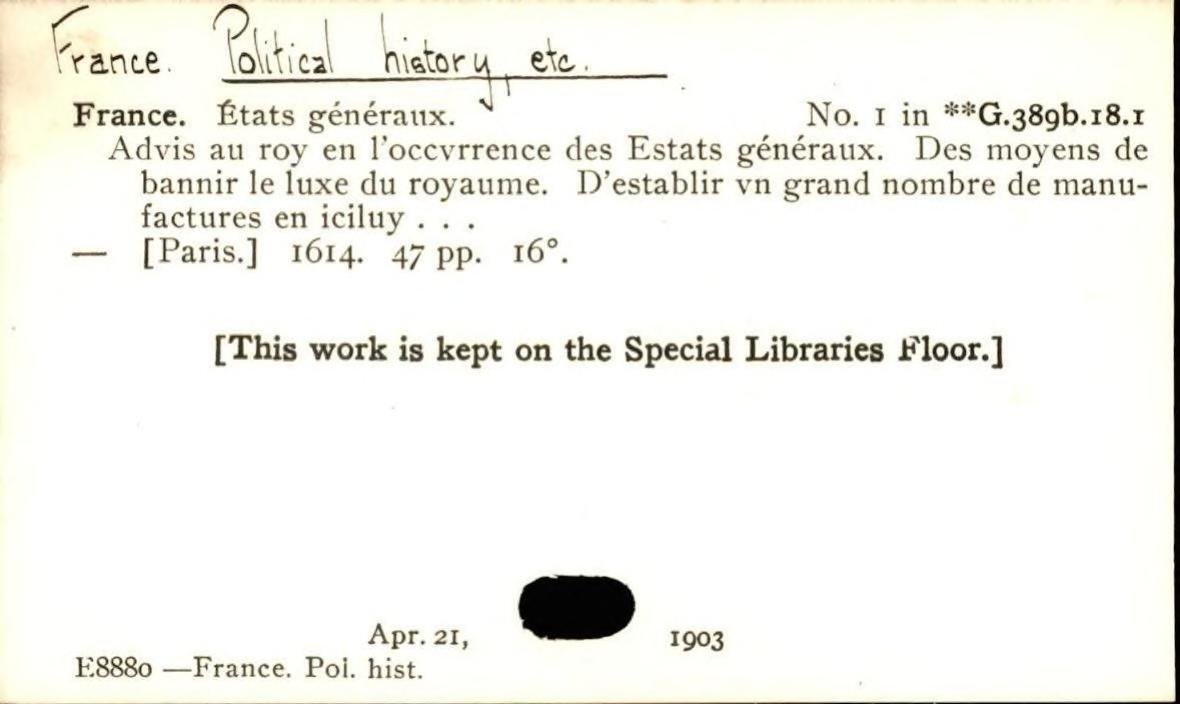 France. Political history, etc.
France. États généraux. No. 1 in **G.389b.18.1
Advis au roy en l'occvrrence des Estats généraux. Des moyens de
bannir le luxe du royaume. D'establir vn grand nombre de manu-
factures en iciluy . . .
— [Paris.] 1614. 47 pp. 16°.
[This work is kept on the Special Libraries Floor.]
Apr. 21, 1903
E8880 —France. Pol. hist.